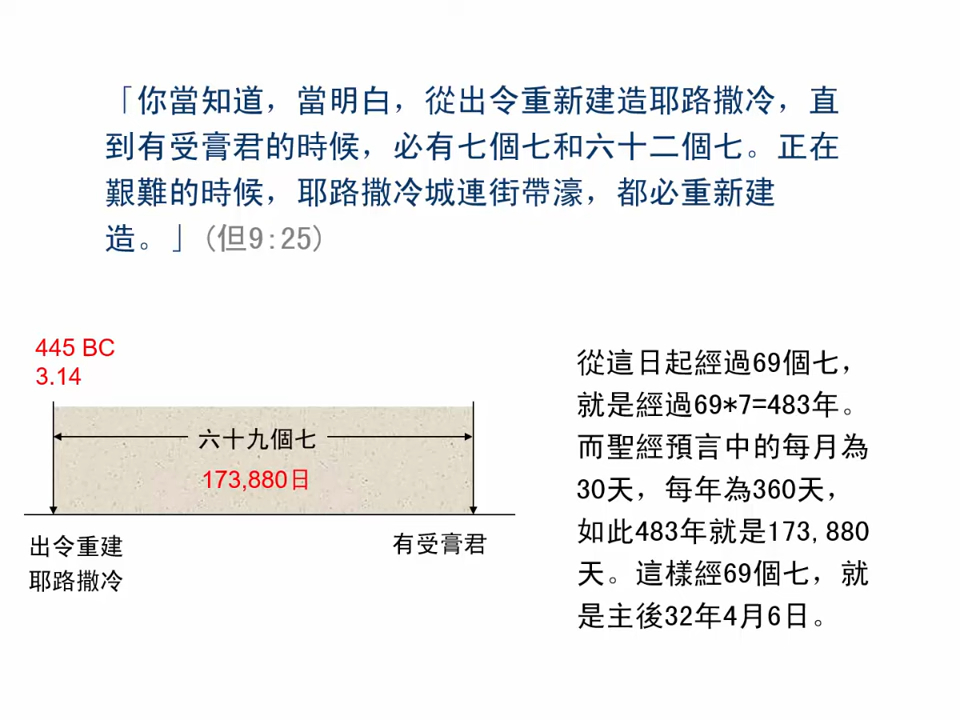 「你當知道，當明白，從出令重新建造耶路撒冷，直
到有受膏君的時候，必有七個七和六十二個七。正在
艱難的時候，耶路撒冷城連街帶濠，都必重新建
造。」(但9:25)
445 BC
3.14
六十九個七
173,880日
出令重建
耶路撒冷
有受膏君
從這日起經過69個七，
就是經過69*7=483年。
而聖經預言中的每月為
30天，每年為360天，
如此483年就是173,880
天。這樣經69個七，就
是主後32年4月6日。